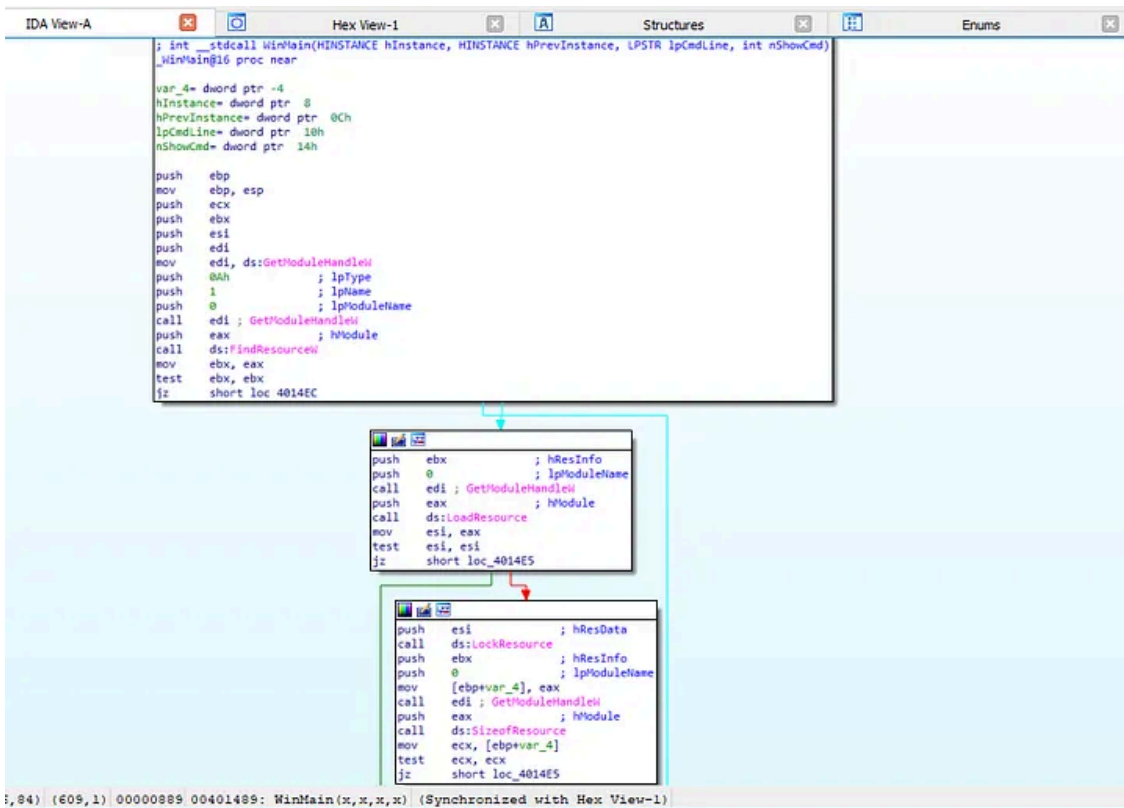 IDA View-A Hex View-1 Structures Enums
; int __stdcall WinMain(HINSTANCE hInstance, HINSTANCE hPrevInstance, LPSTR lpCmdLine, int nShowCmd)
_WinMain@16 proc near
var_4= dword ptr -4
hInstance= dword ptr 8
hPrevInstance= dword ptr 0Ch
lpCmdLine= dword ptr 10h
nShowCmd= dword ptr 14h
push ebp
mov ebp, esp
push ecx
push ebx
push esi
push edi
mov edi, ds:GetModuleHandleW
push 0Ah ; lpType
push 1 ; lpName
push 0 ; lpModuleName
call edi ; GetModuleHandleW
push eax ; hModule
call ds:FindResourceW
mov ebx, eax
test ebx, ebx
jz short loc_4014EC
push ebx ; hResInfo
push 0 ; lpModuleName
call edi ; GetModuleHandleW
push eax ; hModule
call ds:LoadResource
mov esi, eax
test esi, esi
jz short loc_4014E5
push esi ; hResData
call ds:LockResource
push ebx ; hResInfo
push 0 ; lpModuleName
mov [ebp+var_4], eax
call edi ; GetModuleHandleW
push eax ; hModule
call ds:SizeofResource
mov ecx, [ebp+var_4]
test ecx, ecx
jz short loc_4014E5
,84) (609,1) 00000889 00401489: WinMain(x,x,x,x) (Synchronized with Hex View-1)